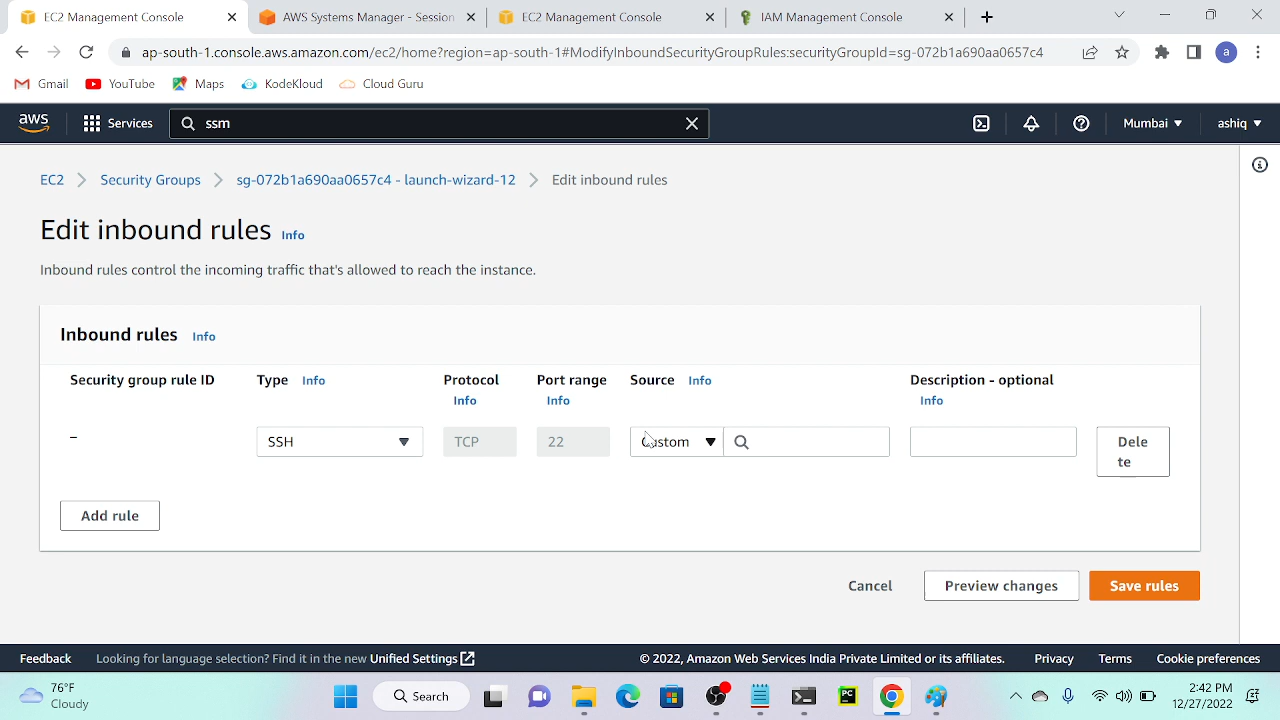 EC2 Management Console
AWS Systems Manager - Session
EC2 Management Console
IAM Management Console
ap-south-1.console.aws.amazon.com/ec2/home?region=ap-south-1#ModifyInboundSecurityGroupRules:securityGroupId=sg-072b1a690aa0657c4
a
Gmail YouTube Maps KodeKloud Cloud Guru
aws Services ssm Mumbai ashiq
EC2 Security Groups sg-072b1a690aa0657c4 - launch-wizard-12 Edit inbound rules
Edit inbound rules Info
Inbound rules control the incoming traffic that's allowed to reach the instance.
Inbound rules Info
Security group rule ID Type Info Protocol Info Port range Info Source Info Description - optional Info
– SSH TCP 22 Custom Dele
te
Add rule
Cancel Preview changes Save rules
Feedback Looking for language selection? Find it in the new Unified Settings © 2022, Amazon Web Services India Private Limited or its affiliates. Privacy Terms Cookie preferences
76°F
Cloudy
Search
PC
2:42 PM
12/27/2022